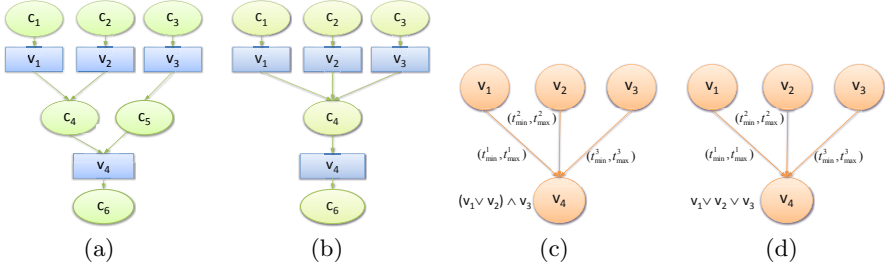 c₁ c₂ c₃
v₁ v₂ v₃
c₄ c₅
v₄
c₆
(a)
c₁ c₂ c₃
v₁ v₂ v₃
c₄
v₄
c₆
(b)
v₁ v₂ v₃
(t²min, t²max)
(t¹min, t¹max) (t³min, t³max)
(v₁∨ v₂) ∧ v₃ v₄
(c)
v₁ v₂ v₃
(t²min, t²max)
(t¹min, t¹max) (t³min, t³max)
v₁∨ v₂ ∨ v₃ v₄
(d)